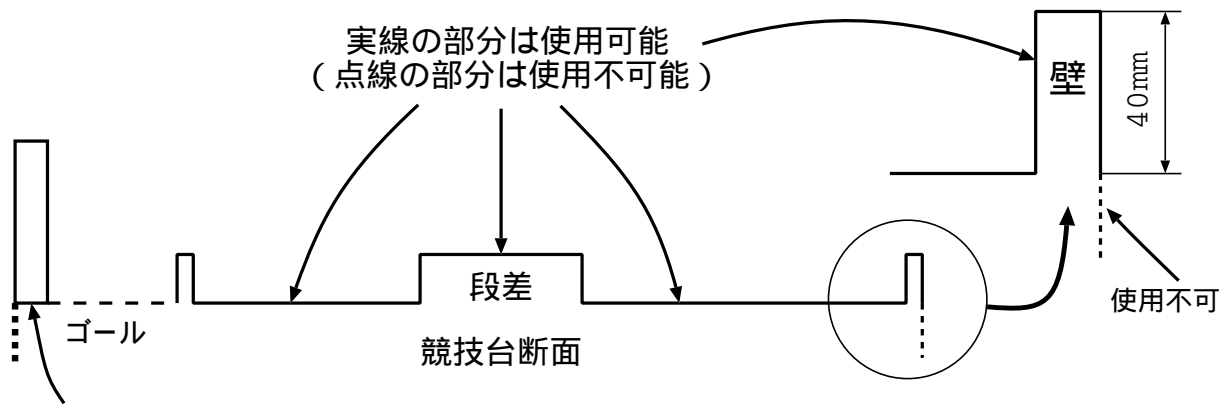 実線の部分は使用可能
(点線の部分は使用不可能)
壁
40mm
段差
ゴール
使用不可
競技台断面